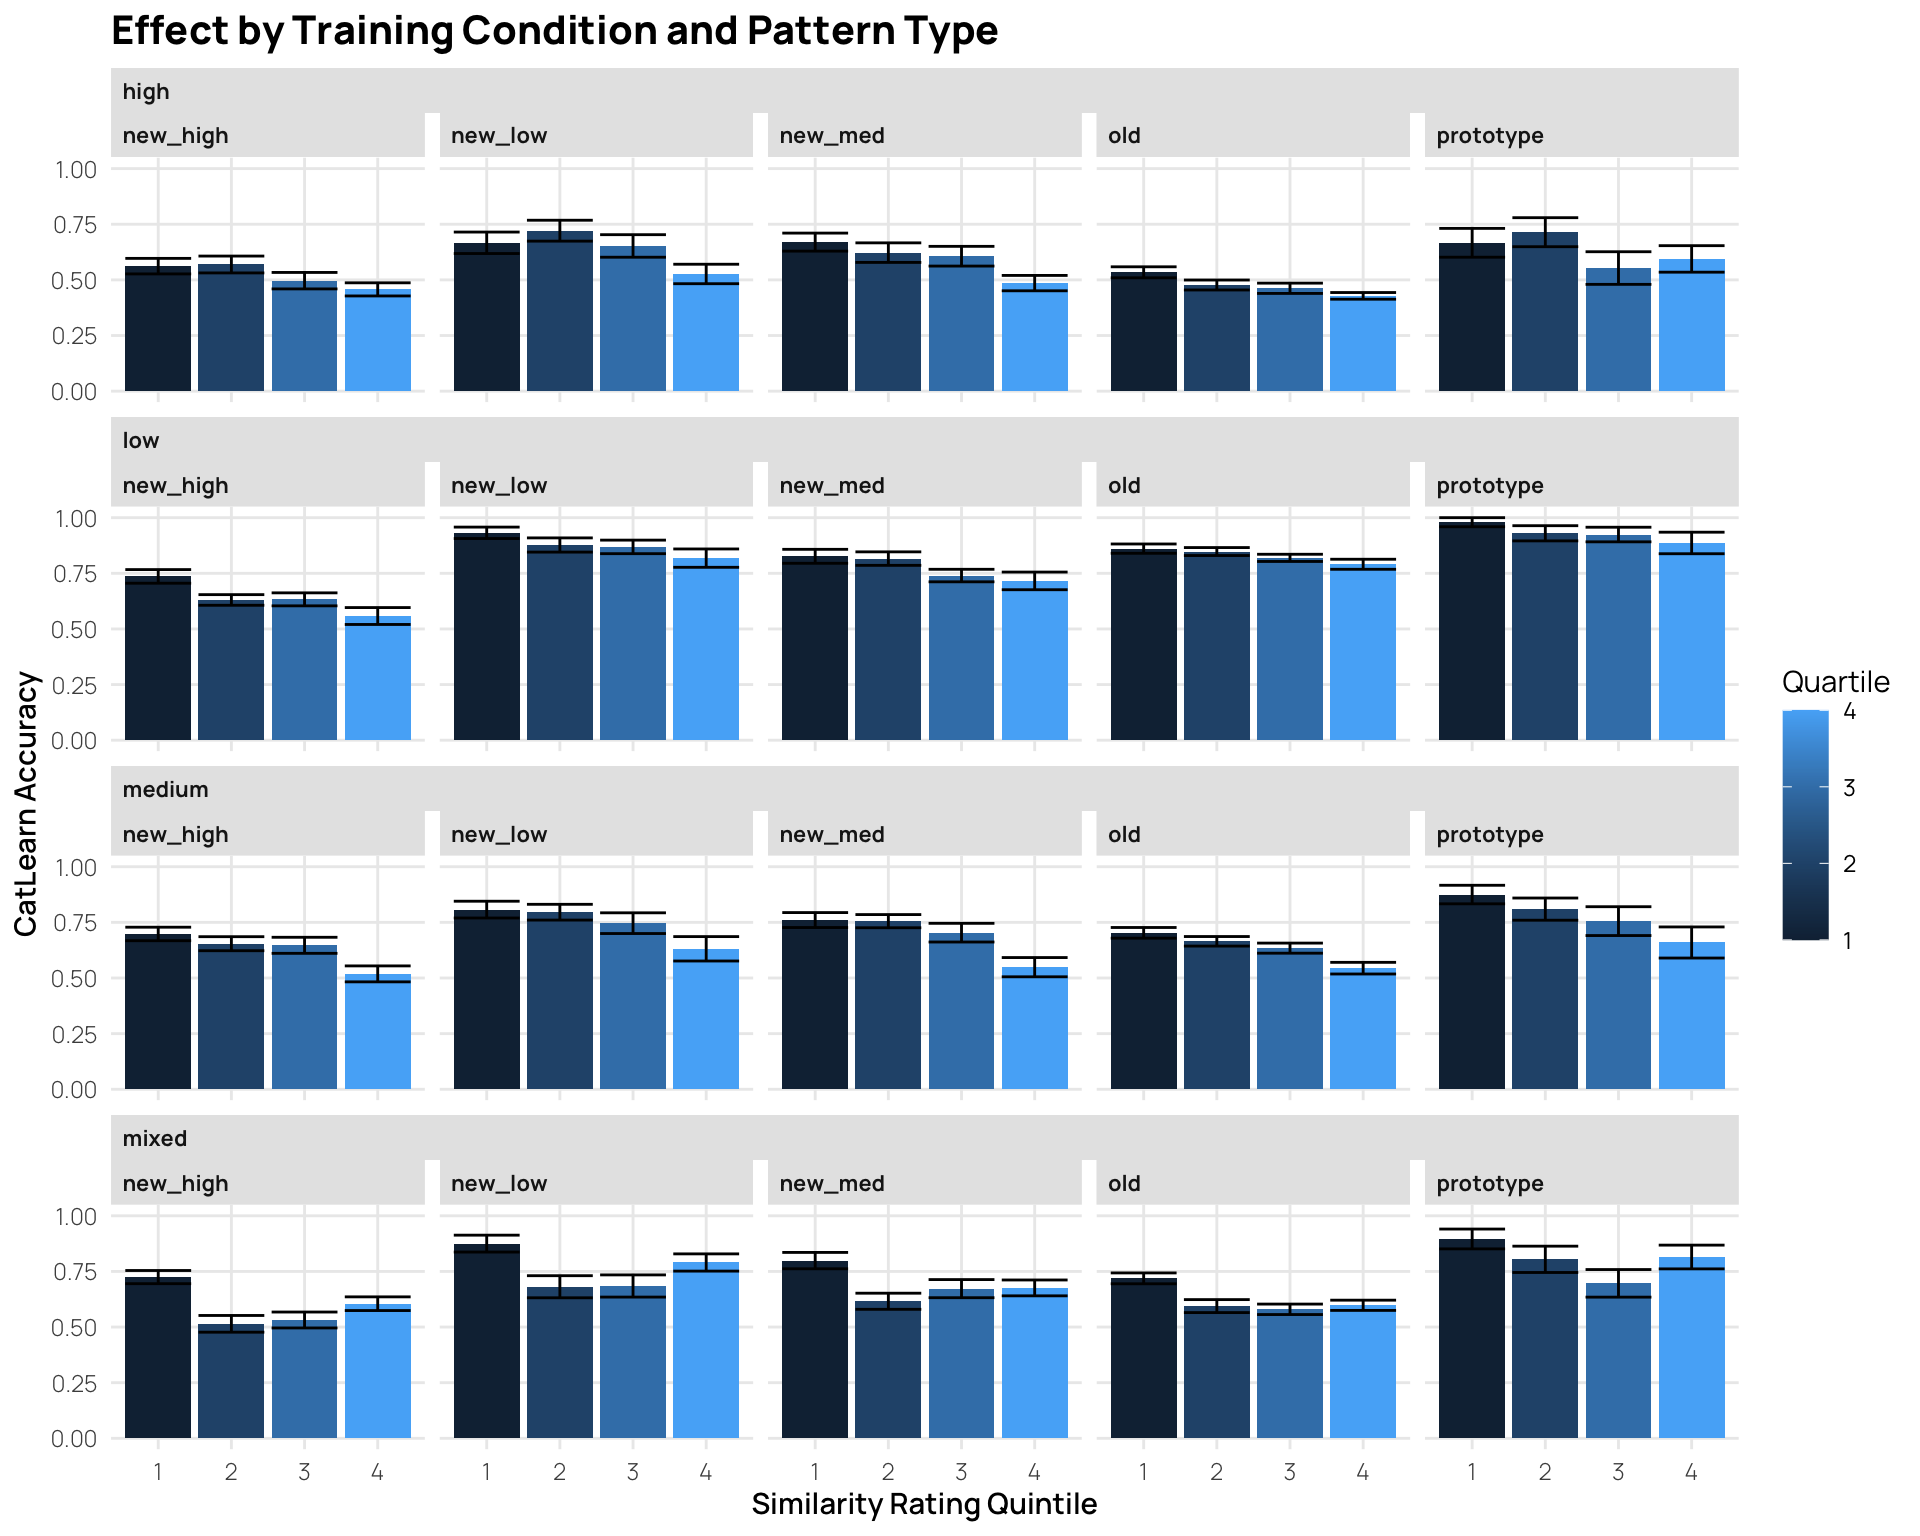 Effect by Training Condition and Pattern Type
high
new_high new_low new_med old prototype
1.00
0.75
0.50
0.25
0.00
low
new_high new_low new_med old prototype
1.00
0.75
0.50
0.25
0.00
medium
new_high new_low new_med old prototype
1.00
0.75
0.50
0.25
0.00
mixed
new_high new_low new_med old prototype
1.00
0.75
0.50
0.25
0.00
1 2 3 4 1 2 3 4 1 2 3 4 1 2 3 4 1 2 3 4
Similarity Rating Quintile
CatLearn Accuracy
Quartile
4
3
2
1